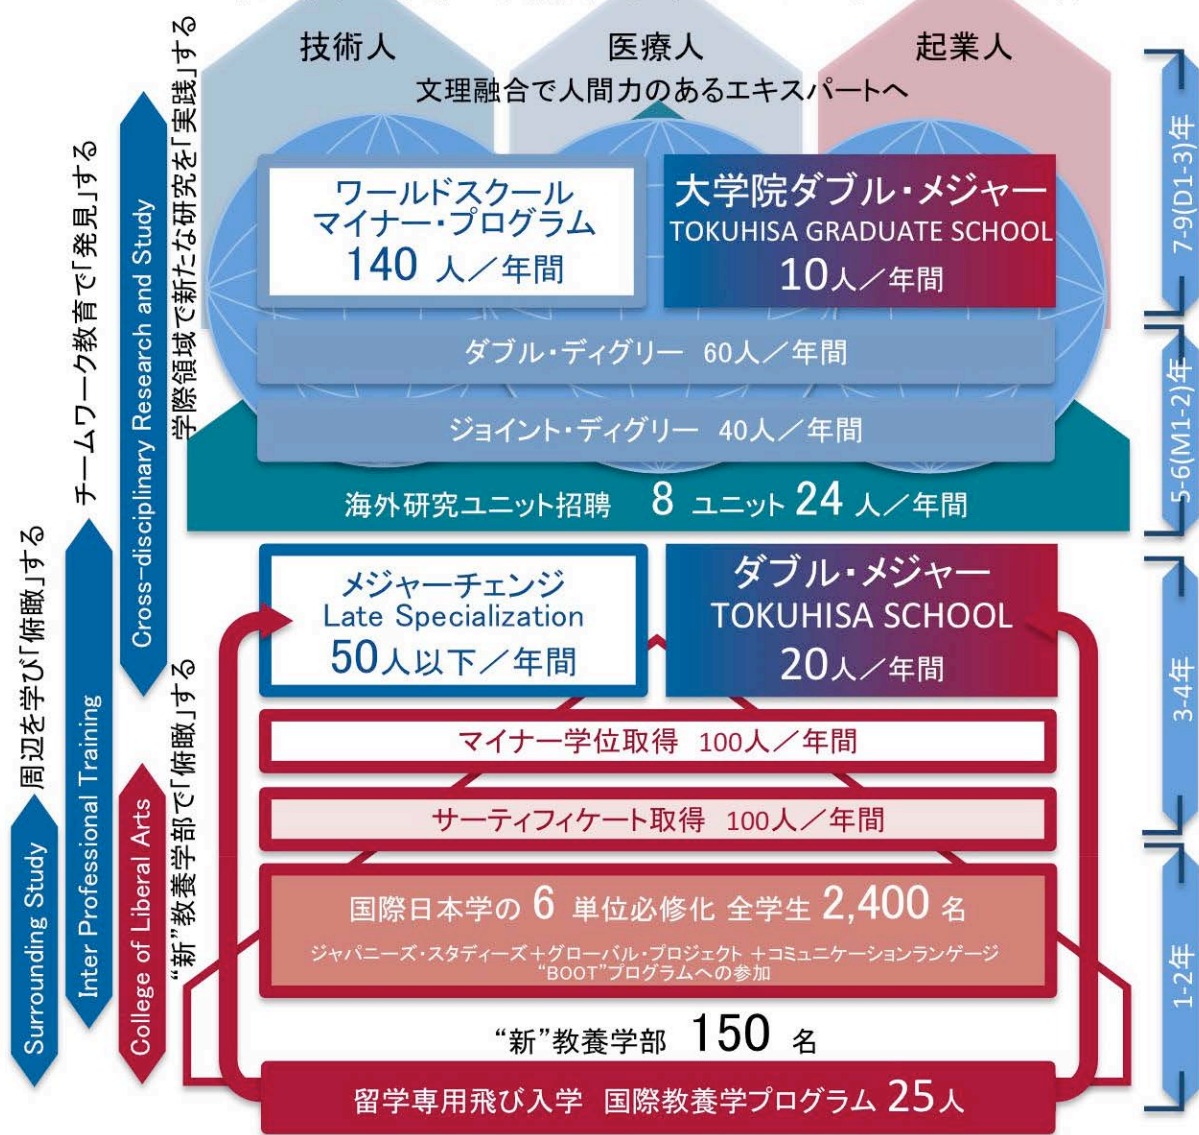 技術人
医療人
起業人
文理融合で人間力のあるエキスパートへ
ワールドスクール
マイナー・プログラム
140 人／年間
大学院ダブル・メジャー
TOKUHISA GRADUATE SCHOOL
10人／年間
ダブル・ディグリー 60人／年間
ジョイント・ディグリー 40人／年間
海外研究ユニット招聘 8 ユニット 24 人／年間
メジャーチェンジ
Late Specialization
50人以下／年間
ダブル・メジャー
TOKUHISA SCHOOL
20人／年間
マイナー学位取得 100人／年間
サーティフィケート取得 100人／年間
国際日本学の 6 単位必修化 全学生 2,400 名
ジャパニーズ・スタディーズ＋グローバル・プロジェクト＋コミュニケーションランゲージ
“BOOT”プログラムへの参加
“新”教養学部 150 名
留学専用飛び入学 国際教養学プログラム 25人
Surrounding Study
周辺を学び「俯瞰」する
Inter Professional Training
チームワーク教育で「発見」する
College of Liberal Arts
“新”教養学部で「俯瞰」する
Cross-disciplinary Research and Study
学際領域で新たな研究を「実践」する
7-9(D1-3)年
5-6(M1-2)年
3-4年
1-2年